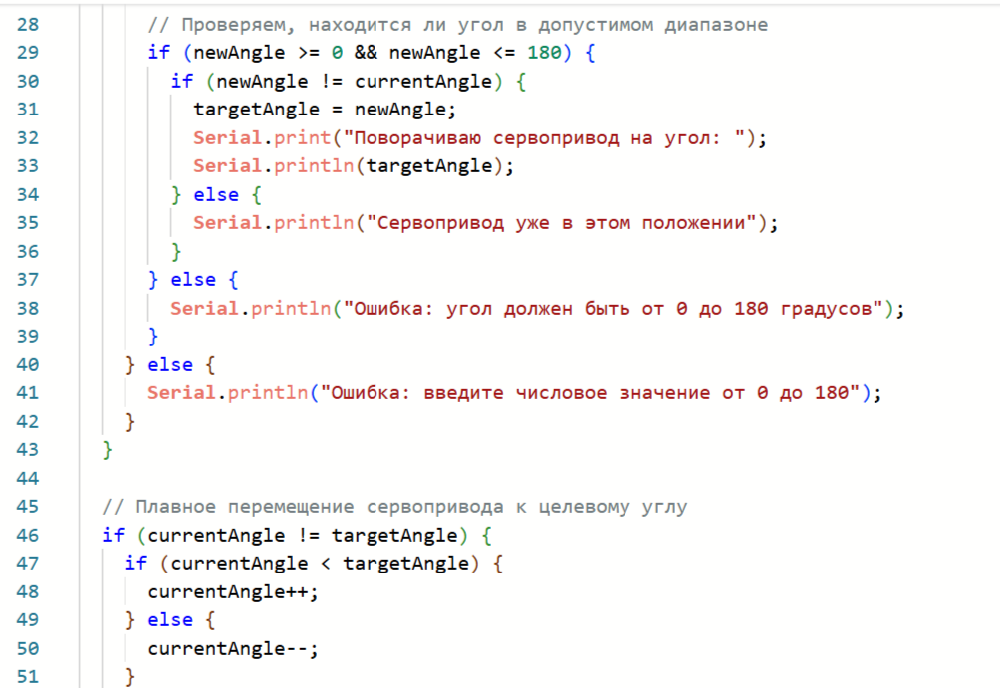 28 // Проверяем, находится ли угол в допустимом диапазоне
29 if (newAngle >= 0 && newAngle <= 180) {
30 if (newAngle != currentAngle) {
31 targetAngle = newAngle;
32 Serial.print("Поворачиваю сервопривод на угол: ");
33 Serial.println(targetAngle);
34 } else {
35 Serial.println("Сервопривод уже в этом положении");
36 }
37 } else {
38 Serial.println("Ошибка: угол должен быть от 0 до 180 градусов");
39 }
40 } else {
41 Serial.println("Ошибка: введите числовое значение от 0 до 180");
42 }
43 }
44
45 // Плавное перемещение сервопривода к целевому углу
46 if (currentAngle != targetAngle) {
47 if (currentAngle < targetAngle) {
48 currentAngle++;
49 } else {
50 currentAngle--;
51 }